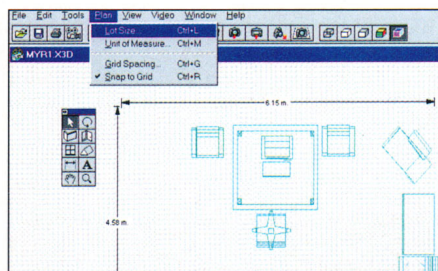 File Edit Tools Plan View Video Window Help
Lot Size... Ctrl+L
Unit of Measure... Ctrl+M
Grid Spacing... Ctrl+G
✔ Snap to Grid Ctrl+R
MYR1.X3D
6.15 m.
4.50 m.
A